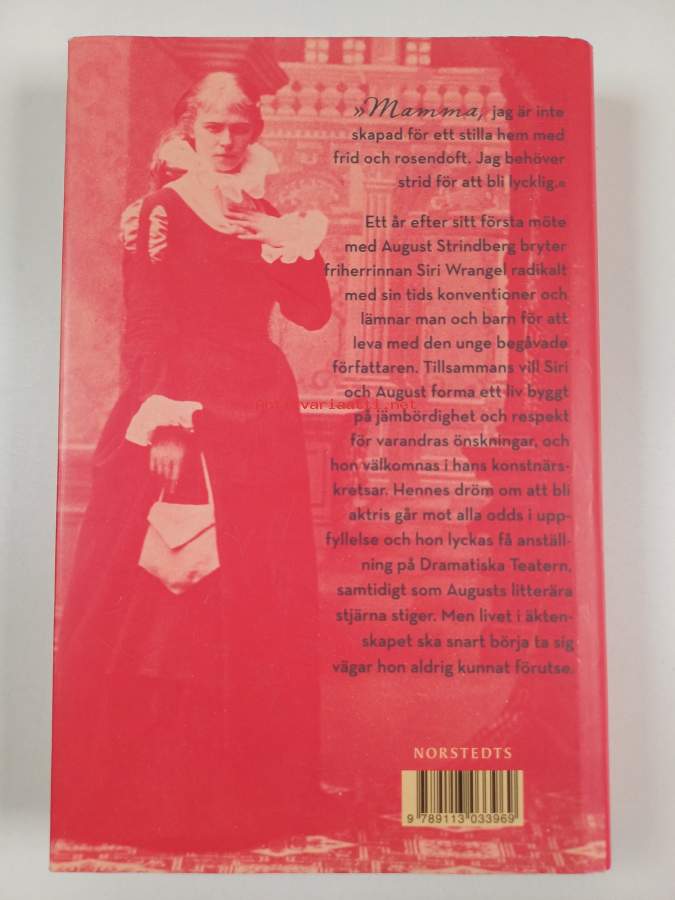 »Mamma, jag är inte
skapad för ett stilla hem med
frid och rosendoft. Jag behöver
strid för att bli lycklig.«
Ett år efter sitt första möte
med August Strindberg bryter
friherrinnan Siri Wrangel radikalt
med sin tids konventioner och
lämnar man och barn för att
leva med den unge begåvade
författaren. Tillsammans vill Siri
och August forma ett liv byggt
på jämbördighet och respekt
Antikvariaatti.net
för varandras önskningar, och
hon välkomnas i hans konstnärs-
kretsar. Hennes dröm om att bli
aktris går mot alla odds i upp-
fyllelse och hon lyckas få anställ-
ning på Dramatiska Teatern,
samtidigt som Augusts litterära
stjärna stiger. Men livet i äkten-
skapet ska snart börja ta sig
vägar hon aldrig kunnat förutse.
NORSTEDTS
9 789113 033969